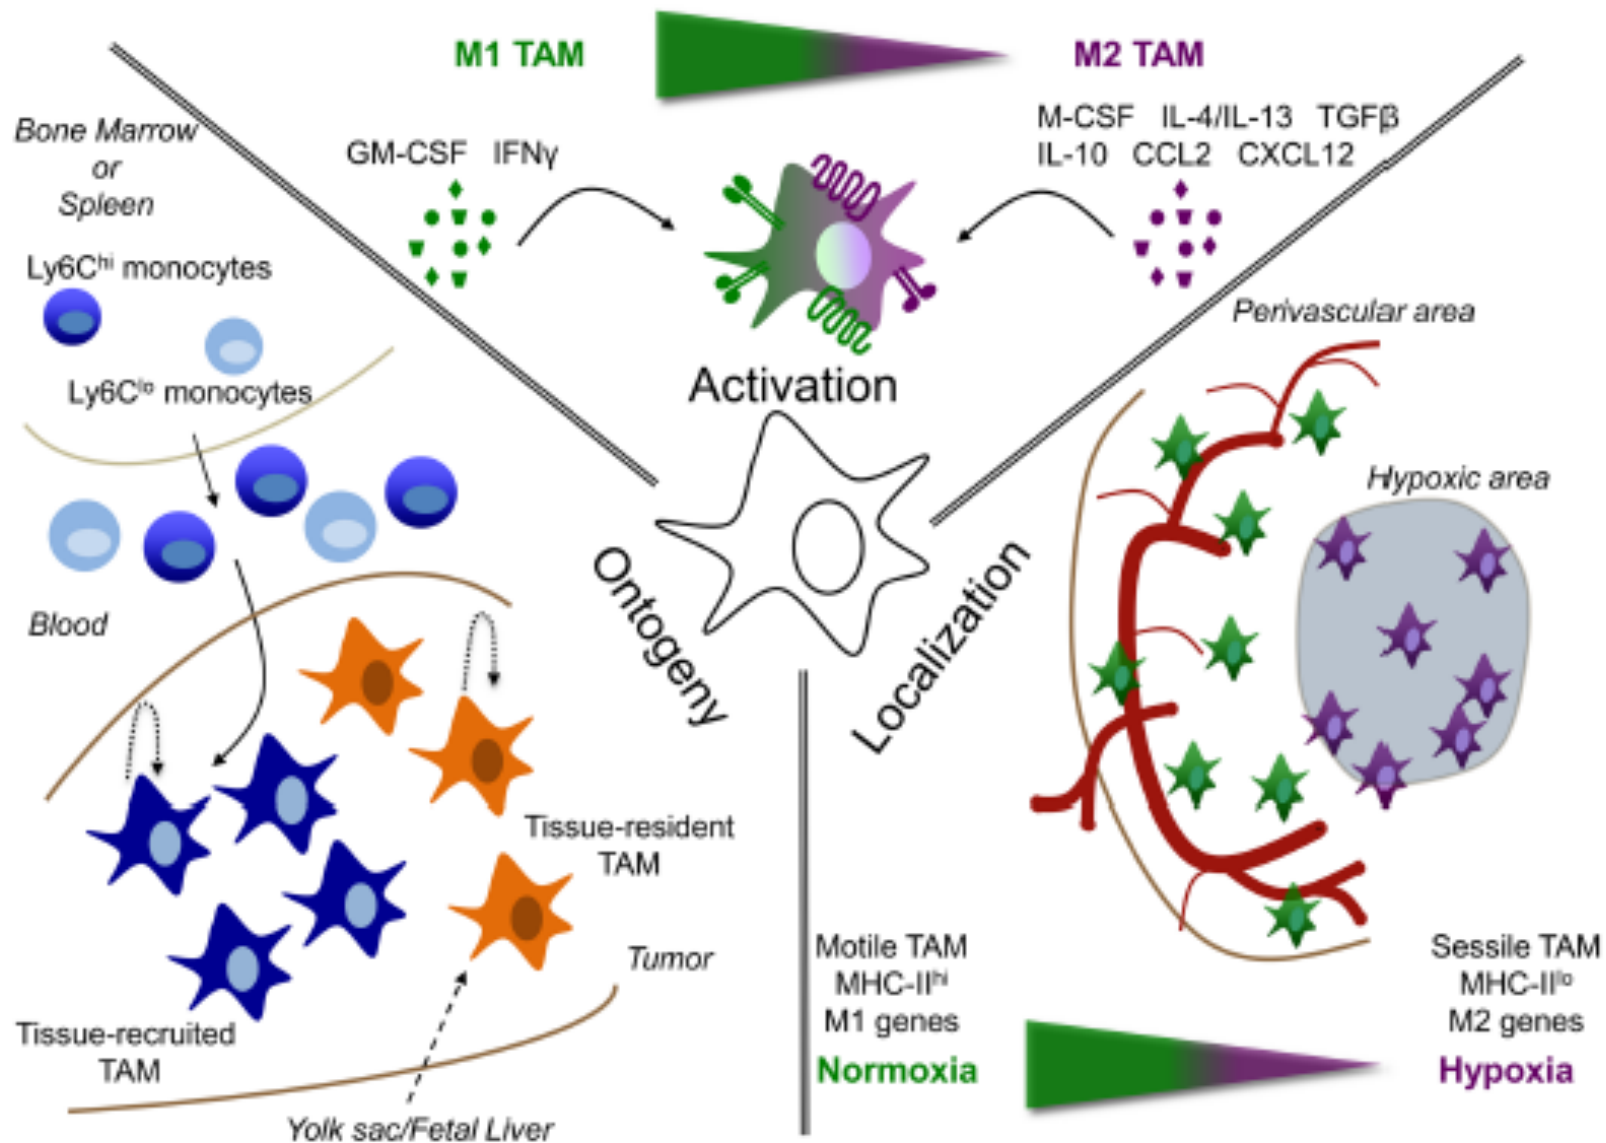 M1 TAM
M2 TAM
GM-CSF IFNγ
M-CSF IL-4/IL-13 TGFβ
IL-10 CCL2 CXCL12
Activation
Bone Marrow
or
Spleen
Ly6Chi monocytes
Ly6Clo monocytes
Blood
Ontogeny
Tissue-resident
TAM
Tumor
Tissue-recruited
TAM
Yolk sac/Fetal Liver
Localization
Perivascular area
Hypoxic area
Motile TAM
MHC-IIhi
M1 genes
Normoxia
Sessile TAM
MHC-IIlo
M2 genes
Hypoxia